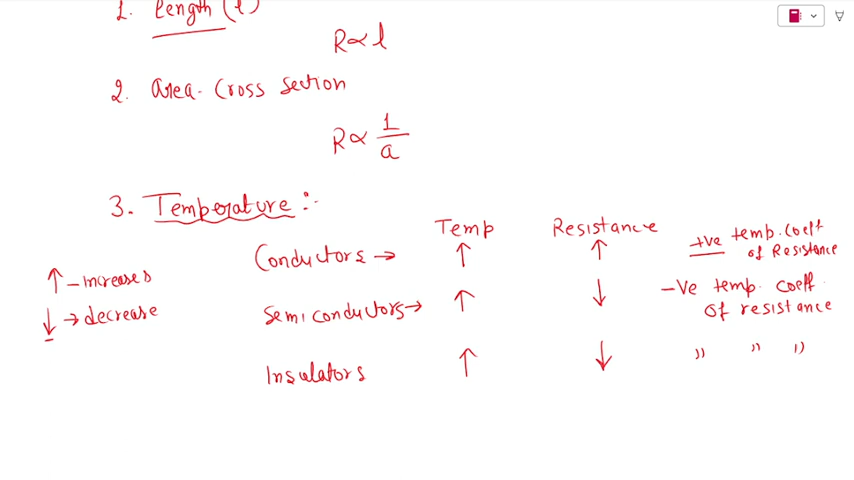 1. Length (l)
R ∝ l
2. Area. Cross section
R ∝ 1/a
3. Temperature :-
Temp Resistance
Conductors → ↑ ↑ +ve temp. Coeff of Resistance
↑ – increases
↓ → decrease
Semiconductors → ↑ ↓ –ve temp. coeff. of resistance
Insulators ↑ ↓ " " "